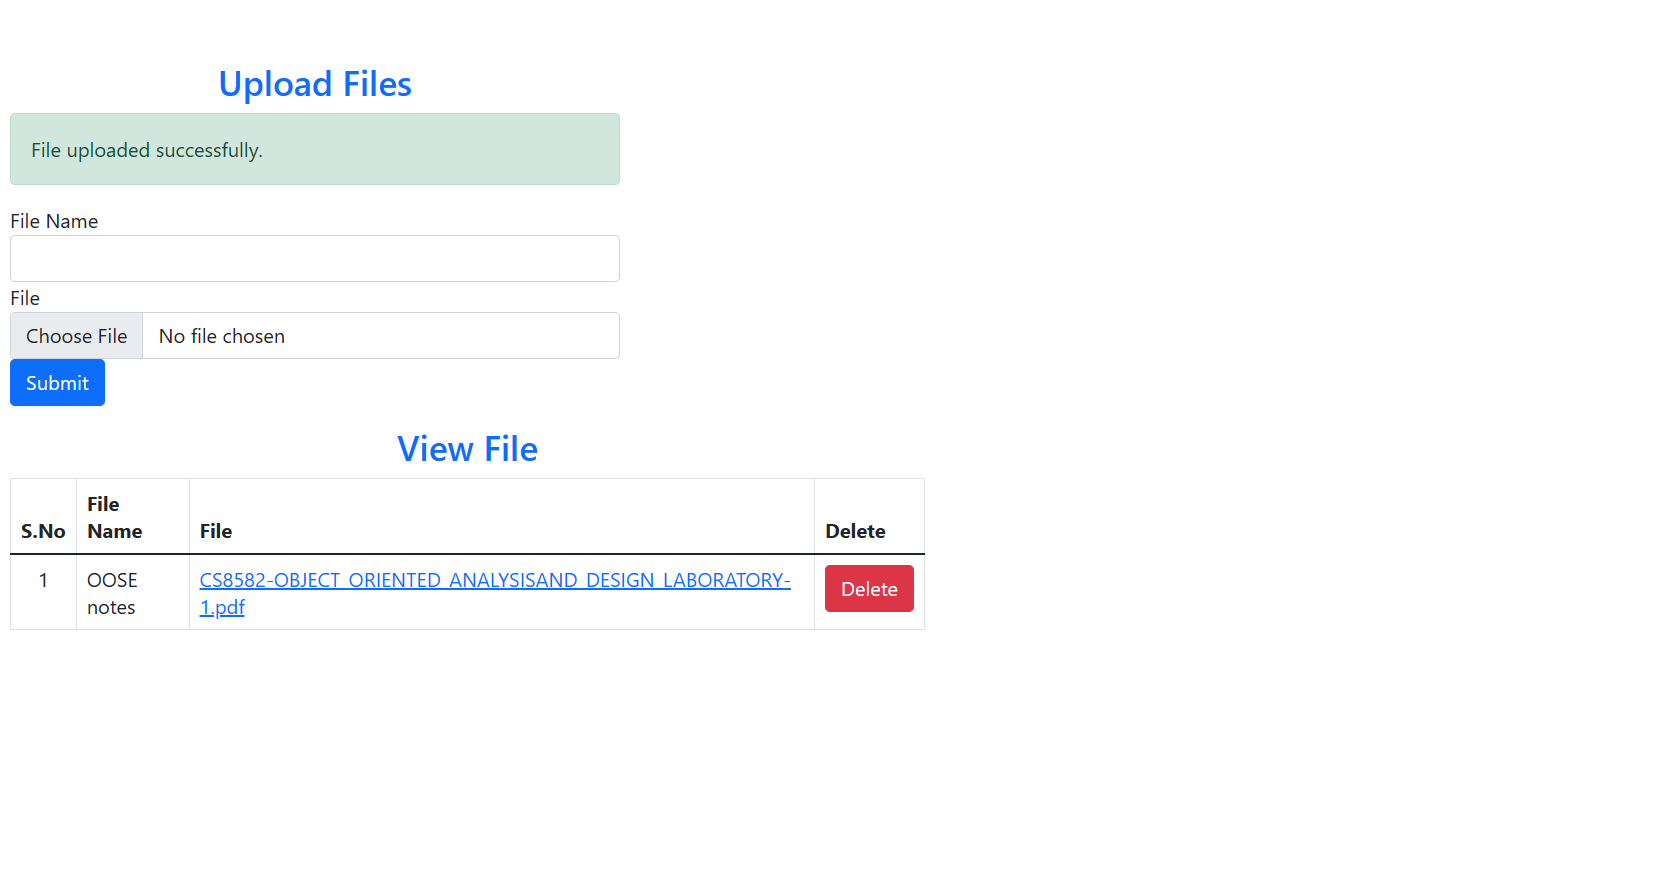 Upload Files
File uploaded successfully.
File Name
File
Choose File No file chosen
Submit
View File
S.No File Name File Delete
1 OOSE notes CS8582-OBJECT_ORIENTED_ANALYSISAND_DESIGN_LABORATORY-1.pdf Delete